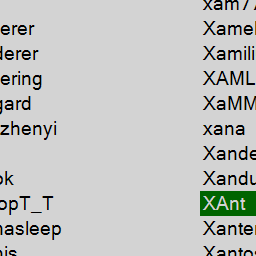 xam77
erer
Xamel
derer
Xamili
ering
XAML
gard
XaMM
zhenyi
xana
Xande
ok
Xandu
opT_T
XAnt
nasleep
Xanter
nis
Xantos